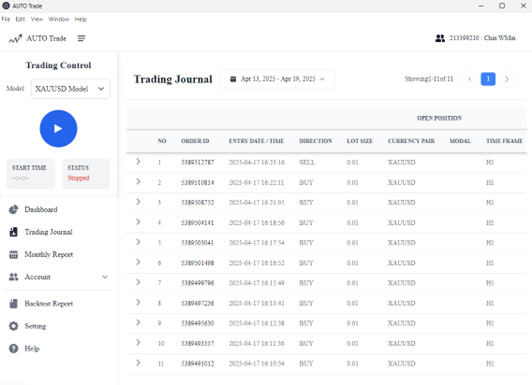 AUTO Trade
File Edit View Window Help
AUTO Trade
213399210 : Chin WMin
Trading Control
Model: XAUUSD Model
START TIME
--:--:--
STATUS
Stopped
Dashboard
Trading Journal
Monthly Report
Account
Backtest Report
Setting
Help
Trading Journal
Apr 13, 2025 - Apr 19, 2025
Showing1-11of 11
1
OPEN POSITION
NO ORDER ID ENTRY DATE / TIME DIRECTION LOT SIZE CURRENCY PAIR MODAL TIME FRAME
1 5389512787 2025-04-17 16:23:16 SELL 0.01 XAUUSD H1
2 5389510814 2025-04-17 16:22:11 BUY 0.01 XAUUSD H1
3 5389508752 2025-04-17 16:21:05 BUY 0.01 XAUUSD H1
4 5389504141 2025-04-17 16:18:56 BUY 0.01 XAUUSD H1
5 5389503041 2025-04-17 16:17:54 BUY 0.01 XAUUSD H1
6 5389501498 2025-04-17 16:16:52 BUY 0.01 XAUUSD H1
7 5389499796 2025-04-17 16:15:49 BUY 0.01 XAUUSD H1
8 5389497236 2025-04-17 16:13:41 BUY 0.01 XAUUSD H1
9 5389495630 2025-04-17 16:12:38 BUY 0.01 XAUUSD H1
10 5389493557 2025-04-17 16:11:36 BUY 0.01 XAUUSD H1
11 5389491012 2025-04-17 16:10:34 BUY 0.01 XAUUSD H1